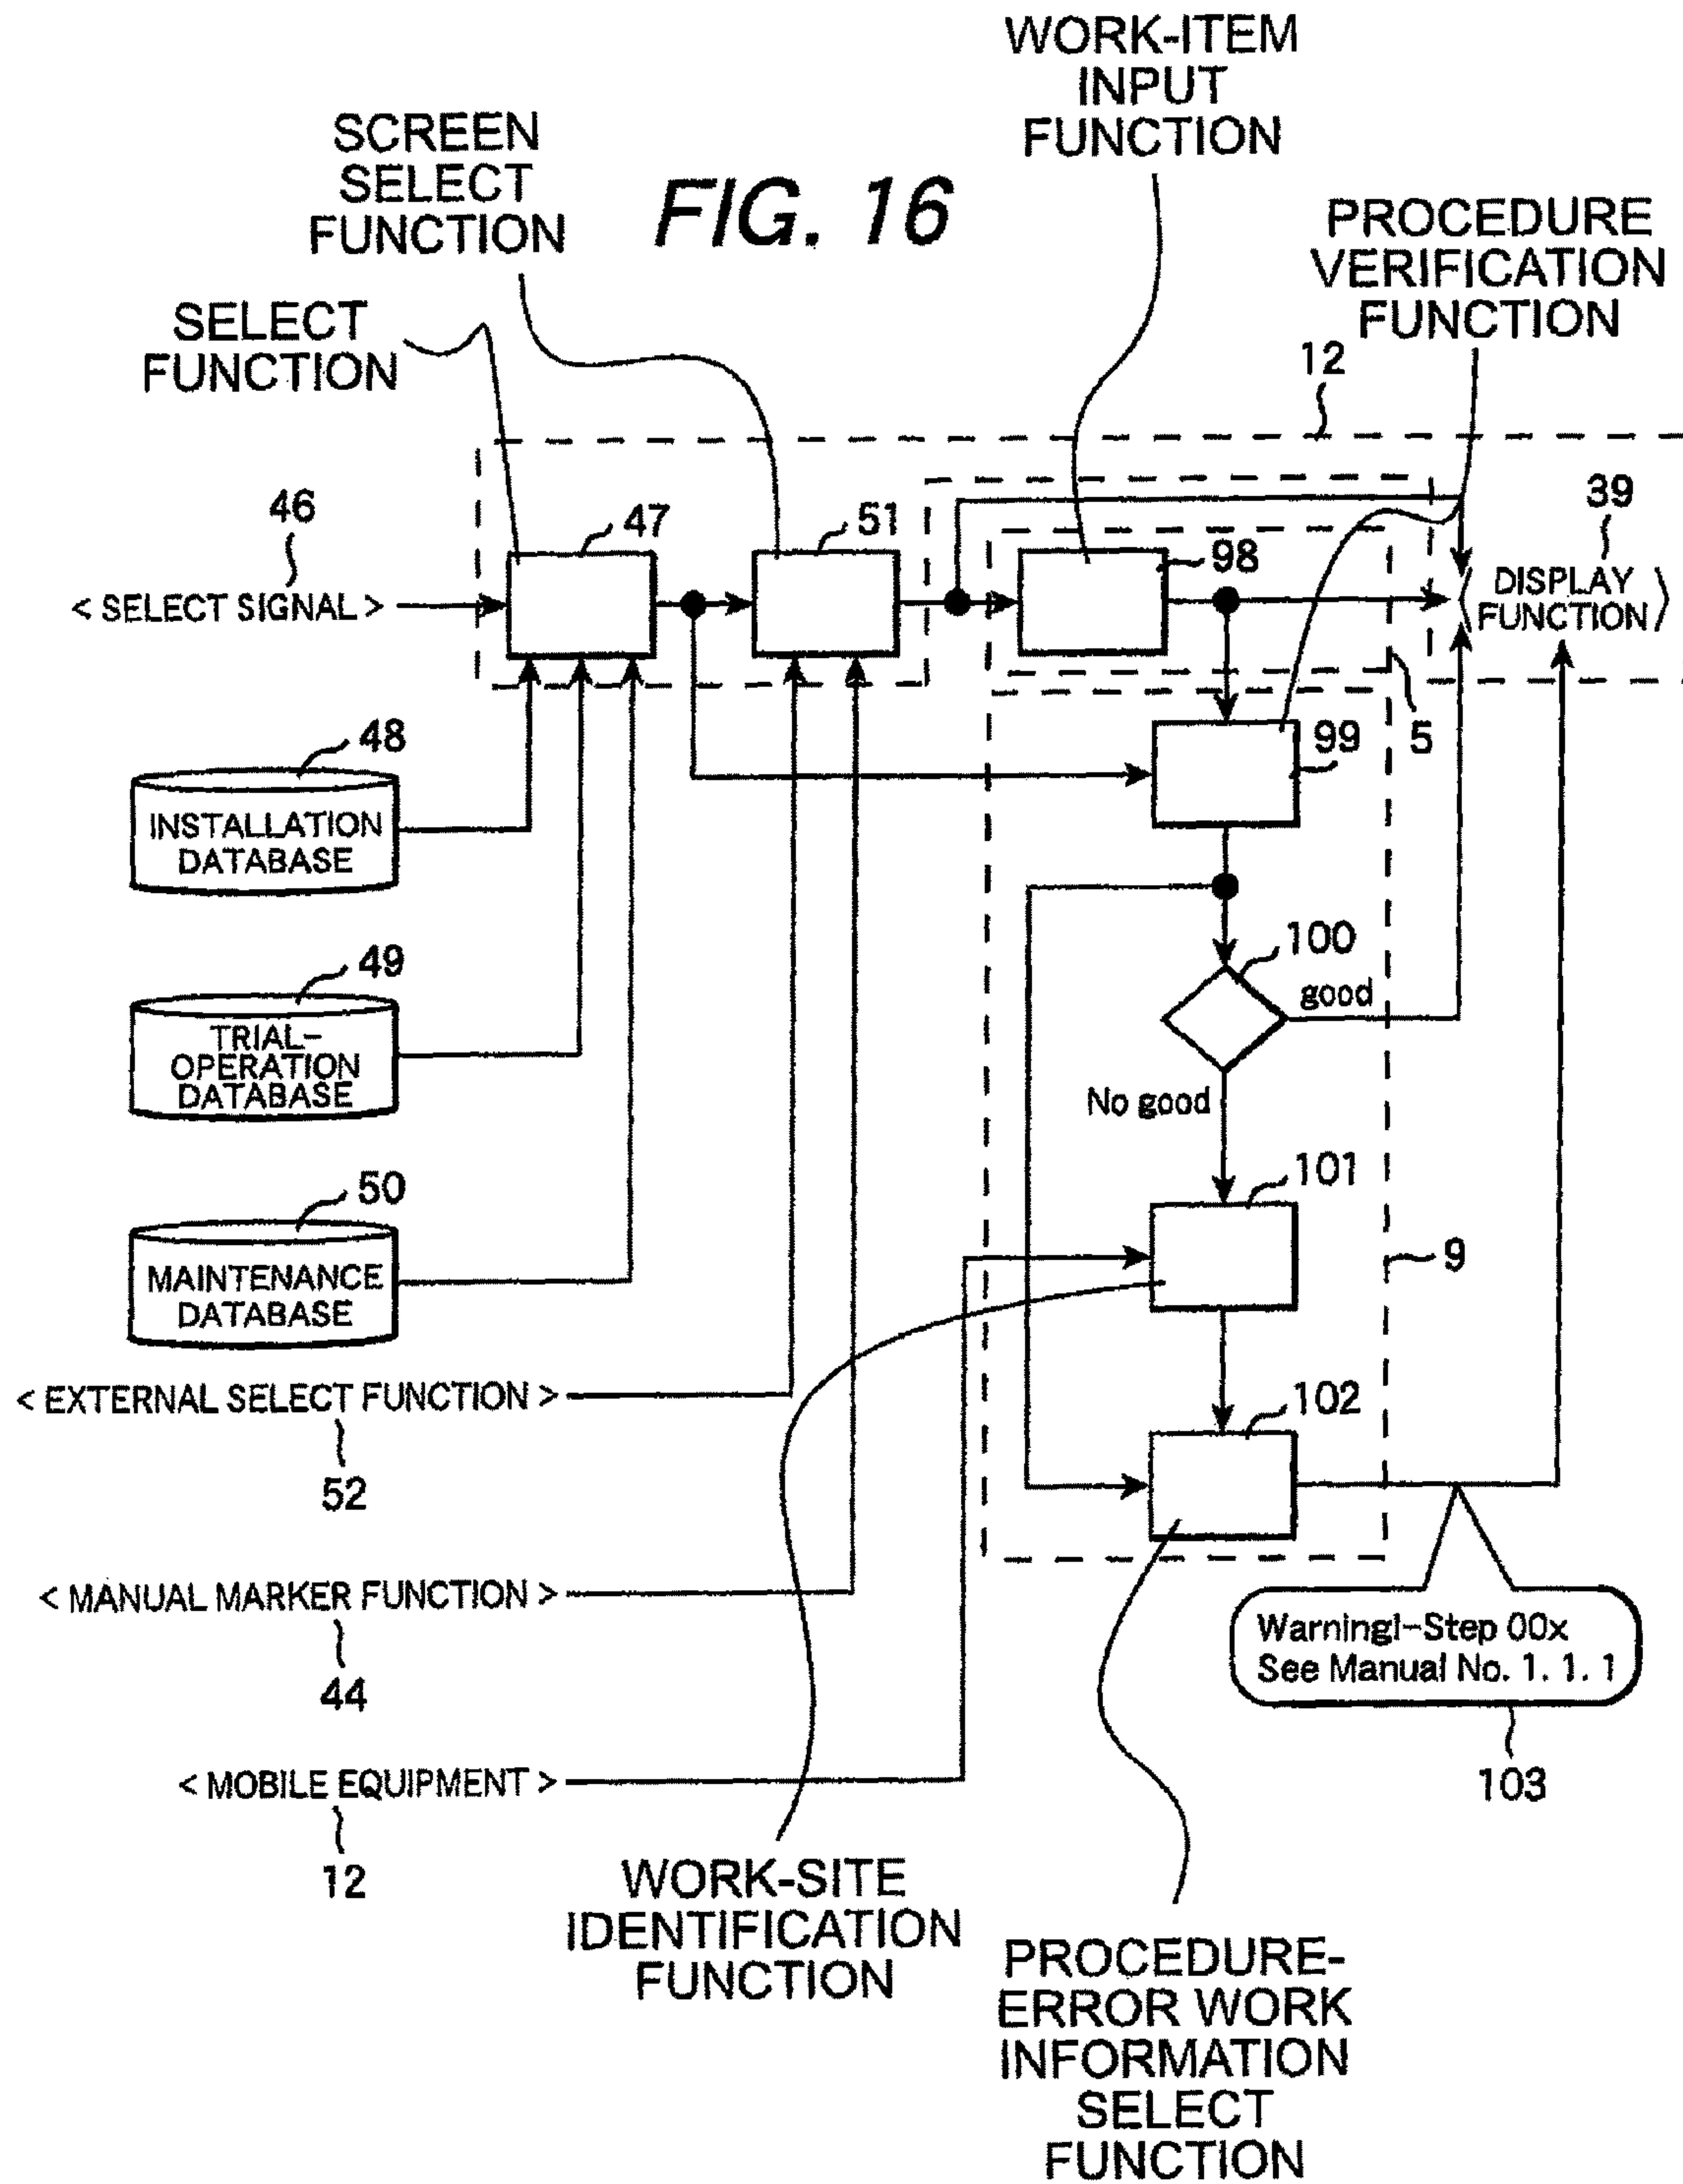 WORK-ITEM
INPUT
FUNCTION
SCREEN
SELECT
FUNCTION
FIG. 16
PROCEDURE
VERIFICATION
FUNCTION
SELECT
FUNCTION
12
46
47
51
98
39
< SELECT SIGNAL >
< DISPLAY
FUNCTION >
5
99
48
INSTALLATION
DATABASE
100
good
49
TRIAL-
OPERATION
DATABASE
No good
101
50
MAINTENANCE
DATABASE
9
< EXTERNAL SELECT FUNCTION >
52
102
< MANUAL MARKER FUNCTION >
44
Warning!-Step 00x
See Manual No. 1. 1. 1
103
< MOBILE EQUIPMENT >
12
WORK-SITE
IDENTIFICATION
FUNCTION
PROCEDURE-
ERROR WORK
INFORMATION
SELECT
FUNCTION